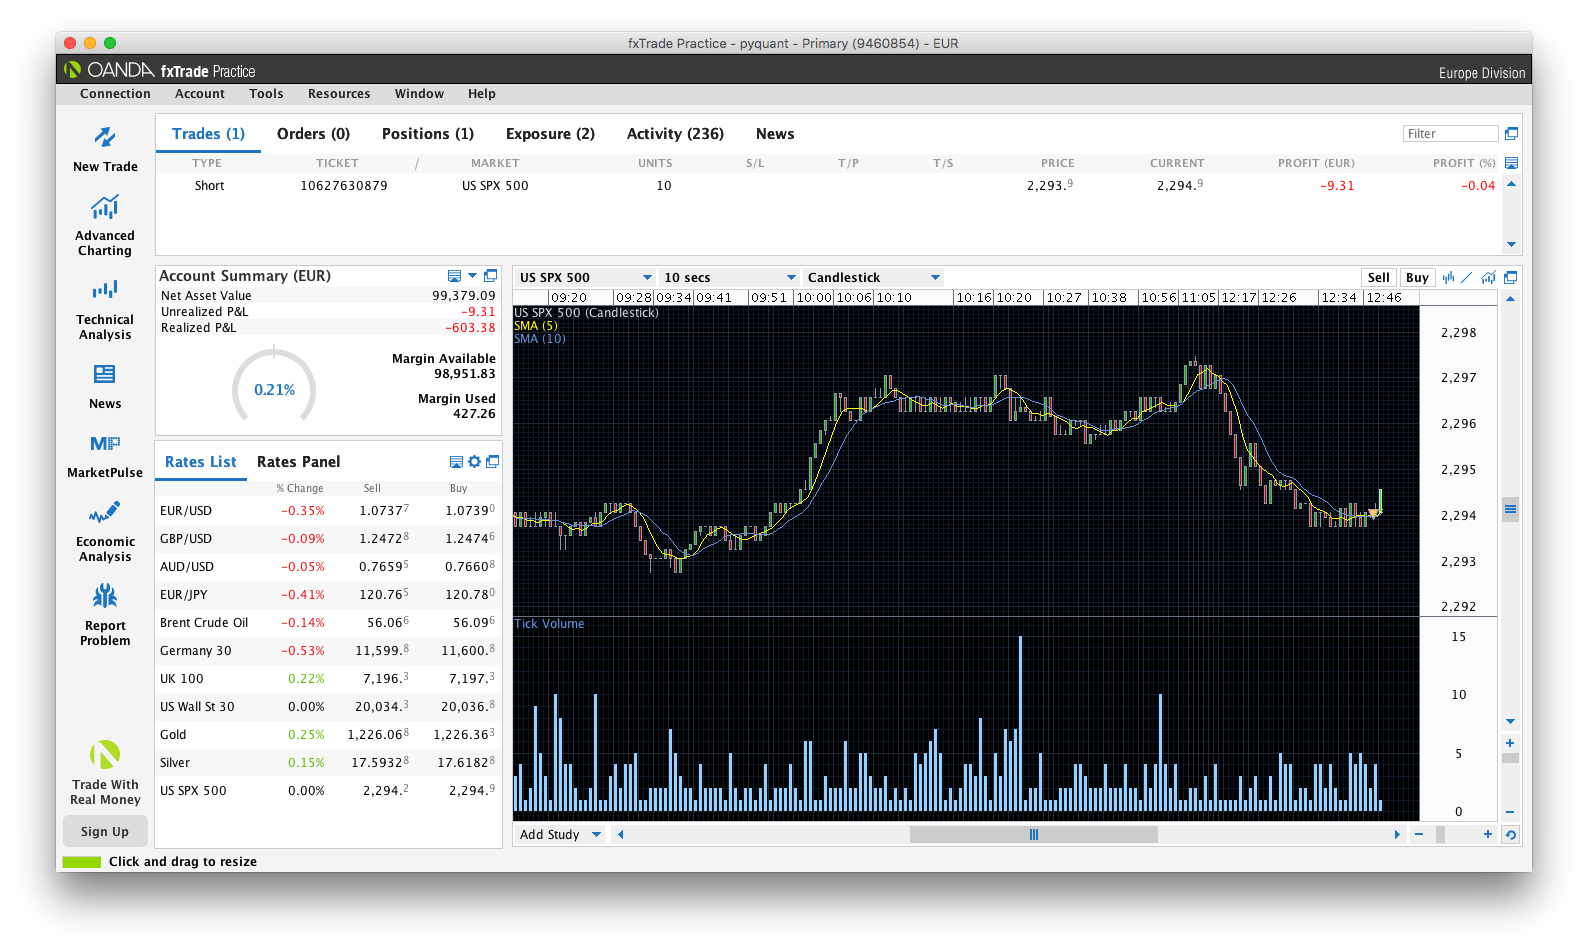 fxTrade Practice - pyquant - Primary (9460854) - EUR
OANDA fxTrade Practice
Europe Division
Connection Account Tools Resources Window Help
New Trade
Advanced
Charting
Technical
Analysis
News
MarketPulse
Economic
Analysis
Report
Problem
Trade With
Real Money
Sign Up
Click and drag to resize
Trades (1) Orders (0) Positions (1) Exposure (2) Activity (236) News
Filter
TYPE TICKET / MARKET UNITS S/L T/P T/S PRICE CURRENT PROFIT (EUR) PROFIT (%)
Short 10627630879 US SPX 500 10 2,293.9 2,294.9 -9.31 -0.04
Account Summary (EUR)
Net Asset Value 99,379.09
Unrealized P&L -9.31
Realized P&L -603.38
0.21%
Margin Available
98,951.83
Margin Used
427.26
Rates List Rates Panel
% Change Sell Buy
EUR/USD -0.35% 1.07377 1.07390
GBP/USD -0.09% 1.24728 1.24746
AUD/USD -0.05% 0.76595 0.76608
EUR/JPY -0.41% 120.765 120.780
Brent Crude Oil -0.14% 56.066 56.096
Germany 30 -0.53% 11,599.8 11,600.8
UK 100 0.22% 7,196.3 7,197.3
US Wall St 30 0.00% 20,034.3 20,036.8
Gold 0.25% 1,226.068 1,226.363
Silver 0.15% 17.59328 17.61828
US SPX 500 0.00% 2,294.2 2,294.9
US SPX 500 10 secs Candlestick Sell Buy
09:20 09:28 09:34 09:41 09:51 10:00 10:06 10:10 10:16 10:20 10:27 10:38 10:56 11:05 12:17 12:26 12:34 12:46
US SPX 500 (Candlestick)
SMA (5)
SMA (10)
2,298
2,297
2,296
2,295
2,294
2,293
2,292
Tick Volume
15
10
5
0
Add Study